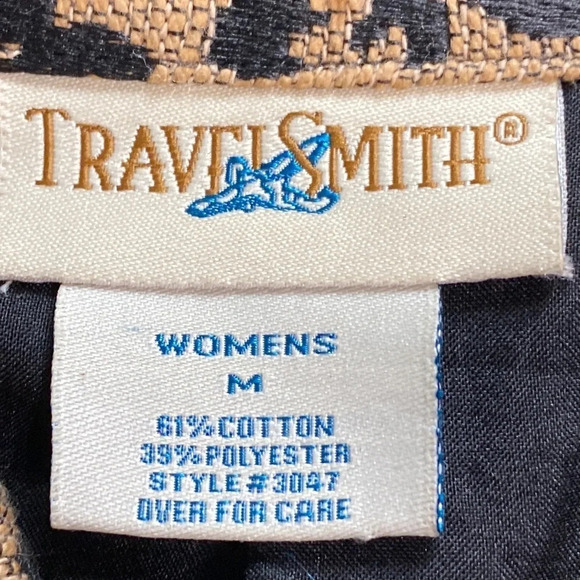 TRAVELSMITH®
WOMENS
M
61% COTTON
39% POLYESTER
STYLE #3047
OVER FOR CARE